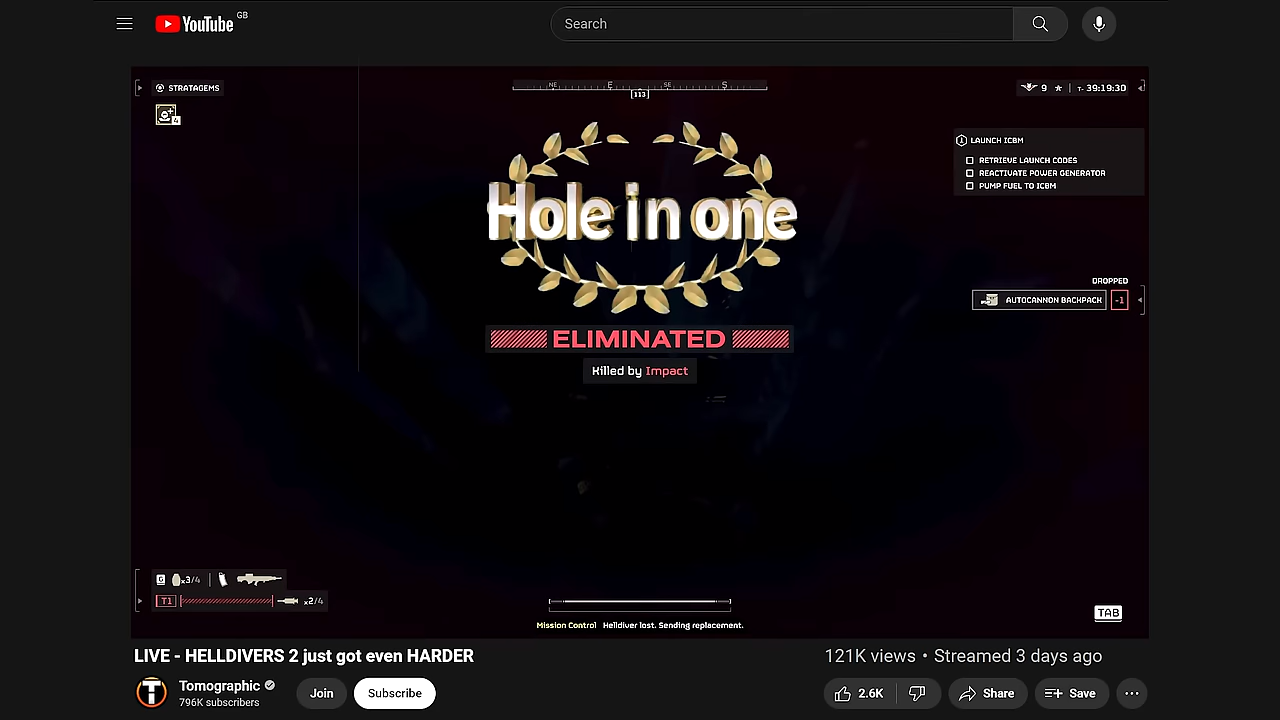 YouTube GB
Search
STRATAGEMS
4
NE E SE S
113
9 T- 39:19:30
LAUNCH ICBM
RETRIEVE LAUNCH CODES
REACTIVATE POWER GENERATOR
PUMP FUEL TO ICBM
Hole in one
DROPPED
AUTOCANNON BACKPACK -1
ELIMINATED
Killed by Impact
G x3/4
T1 x2/4
TAB
Mission Control Helldiver lost. Sending replacement.
LIVE - HELLDIVERS 2 just got even HARDER
121K views • Streamed 3 days ago
Tomographic
796K subscribers
Join
Subscribe
2.6K
Share
Save